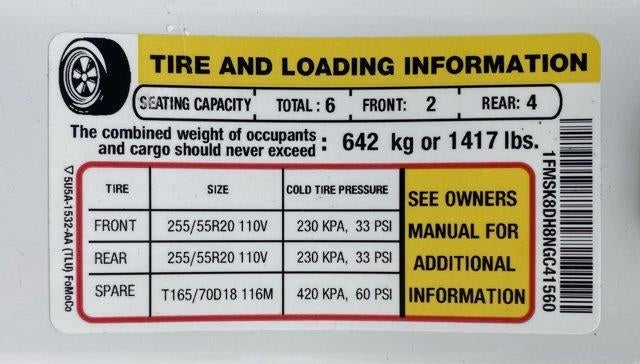 TIRE AND LOADING INFORMATION
SEATING CAPACITY TOTAL: 6 FRONT: 2 REAR: 4
The combined weight of occupants
and cargo should never exceed : 642 kg or 1417 lbs.
TIRE SIZE COLD TIRE PRESSURE
FRONT 255/55R20 110V 230 KPA, 33 PSI
REAR 255/55R20 110V 230 KPA, 33 PSI
SPARE T165/70D18 116M 420 KPA, 60 PSI
SEE OWNERS
MANUAL FOR
ADDITIONAL
INFORMATION
▽ 5U5A-1532-AA (TLU) FoMoCo
1FMSK8DH8NGC41560